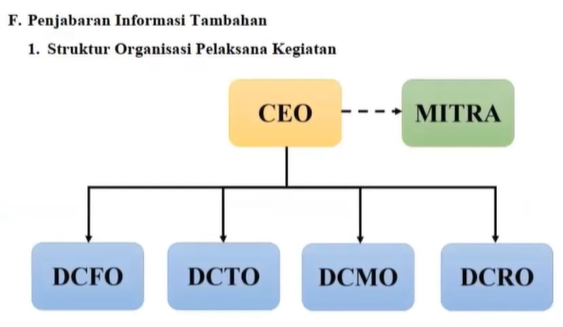 F. Penjabaran Informasi Tambahan
1. Struktur Organisasi Pelaksana Kegiatan
CEO
MITRA
DCFO
DCTO
DCMO
DCRO